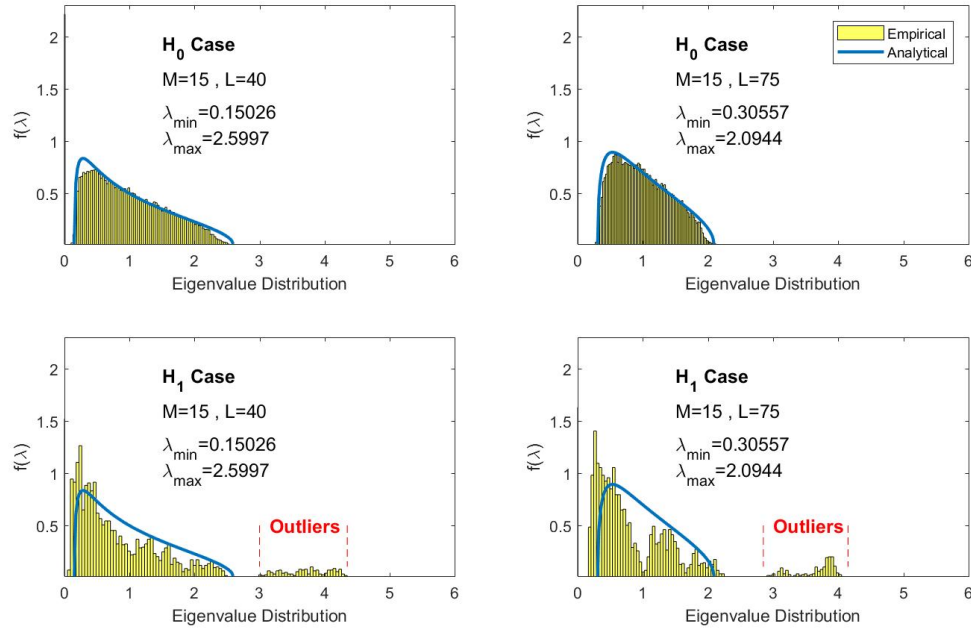 2
1.5
1
0.5
f(λ)
H0 Case
M=15 , L=40
λmin=0.15026
λmax=2.5997
0 1 2 3 4 5 6
Eigenvalue Distribution
2
1.5
1
0.5
f(λ)
H0 Case
M=15 , L=75
λmin=0.30557
λmax=2.0944
Empirical
Analytical
0 1 2 3 4 5 6
Eigenvalue Distribution
2
1.5
1
0.5
f(λ)
H1 Case
M=15 , L=40
λmin=0.15026
λmax=2.5997
Outliers
0 1 2 3 4 5 6
Eigenvalue Distribution
2
1.5
1
0.5
f(λ)
H1 Case
M=15 , L=75
λmin=0.30557
λmax=2.0944
Outliers
0 1 2 3 4 5 6
Eigenvalue Distribution